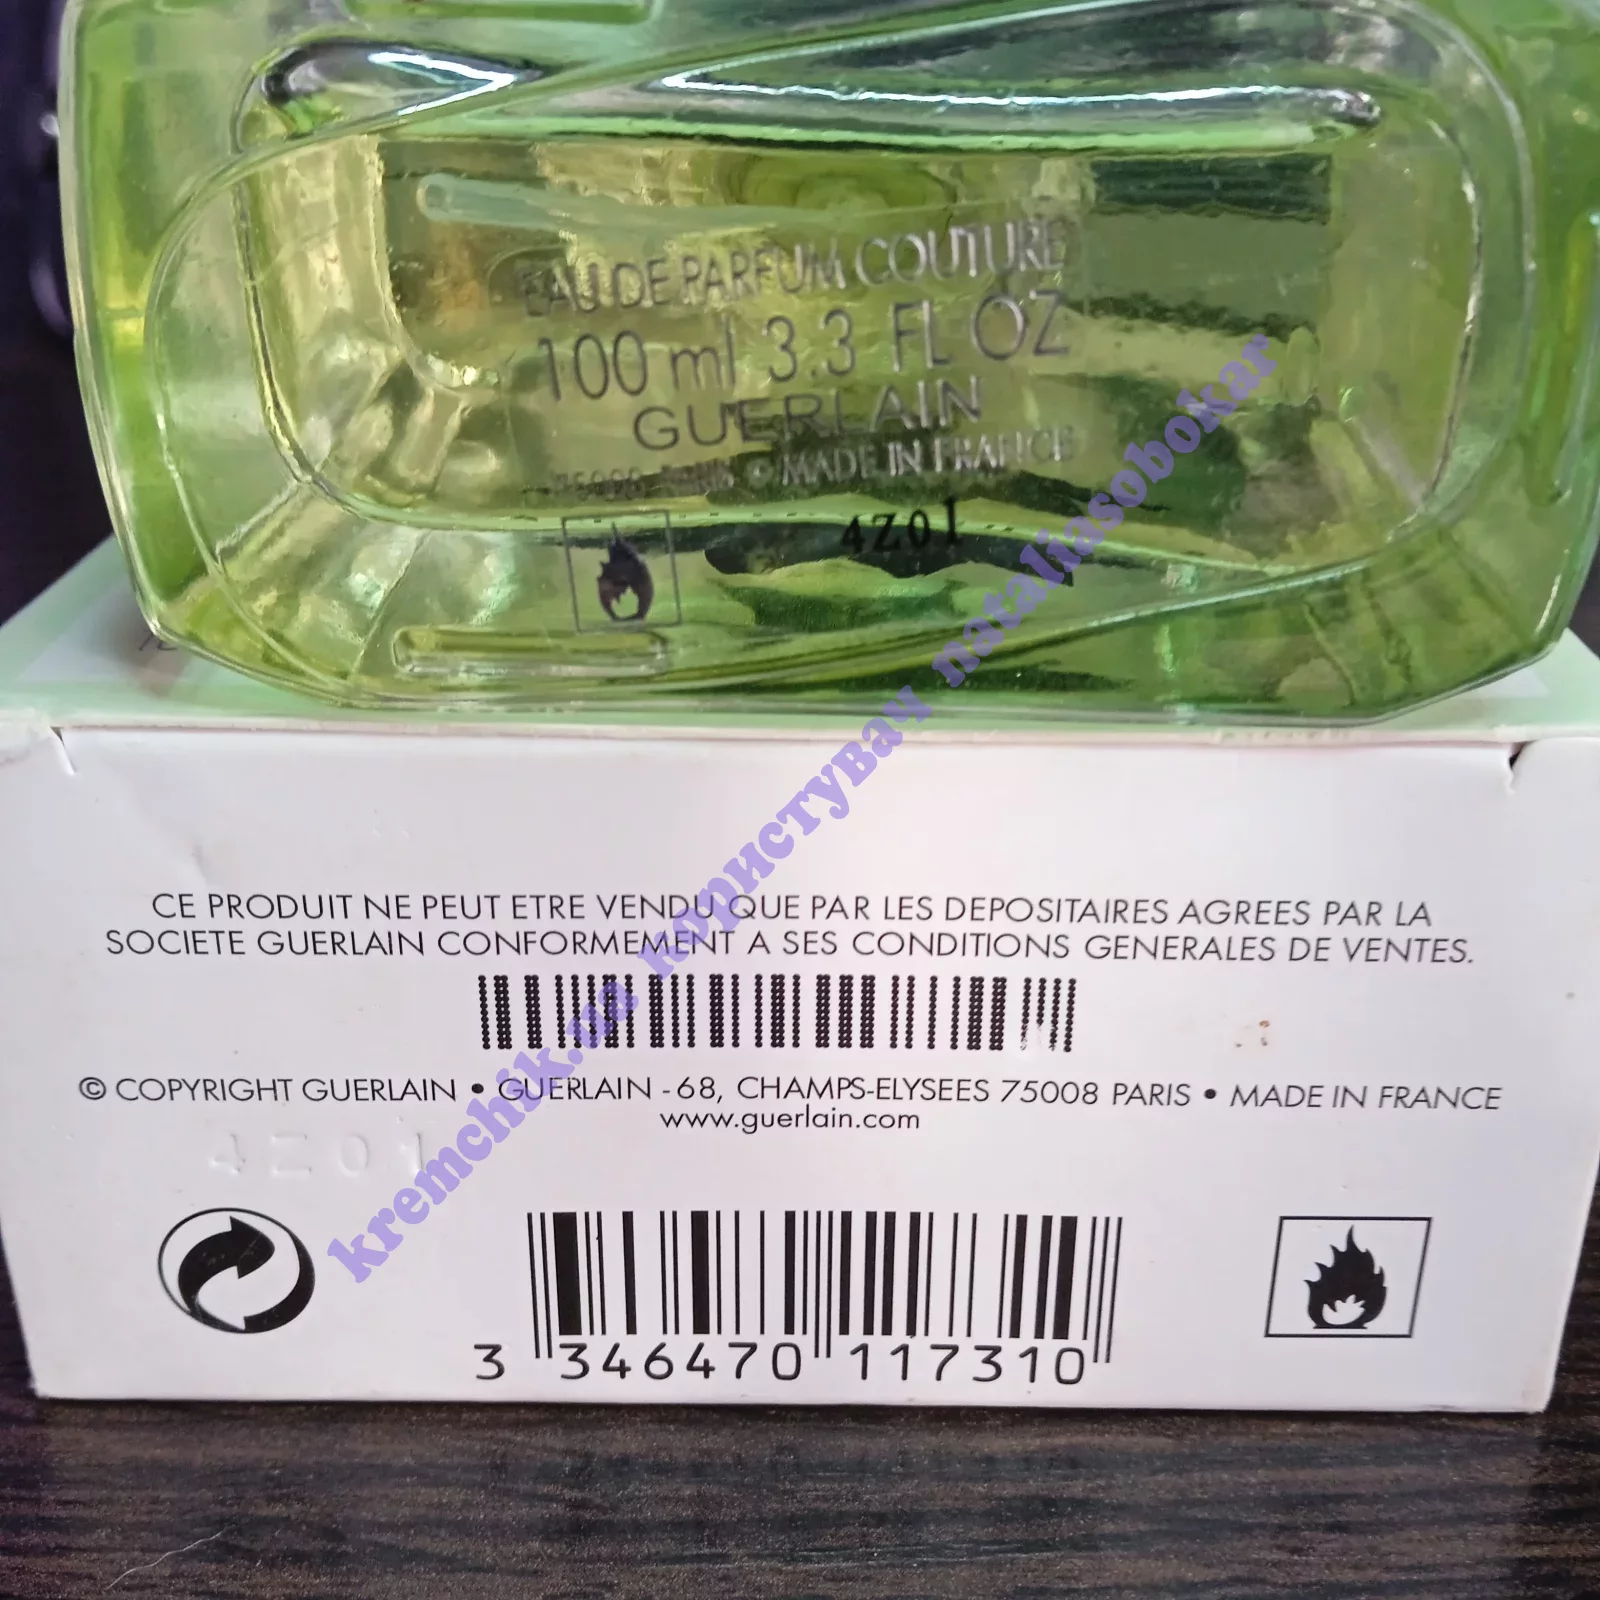 EAU DE PARFUM COUTURE
100 ml 3.3 FL OZ
GUERLAIN
75008 PARIS • MADE IN FRANCE
4Z01
CE PRODUIT NE PEUT ETRE VENDU QUE PAR LES DEPOSITAIRES AGREES PAR LA
SOCIETE GUERLAIN CONFORMEMENT A SES CONDITIONS GENERALES DE VENTES.
© COPYRIGHT GUERLAIN • GUERLAIN - 68, CHAMPS-ELYSEES 75008 PARIS • MADE IN FRANCE
www.guerlain.com
4Z01
3 346470 117310
kremchik.ua користувач nataliasobokar